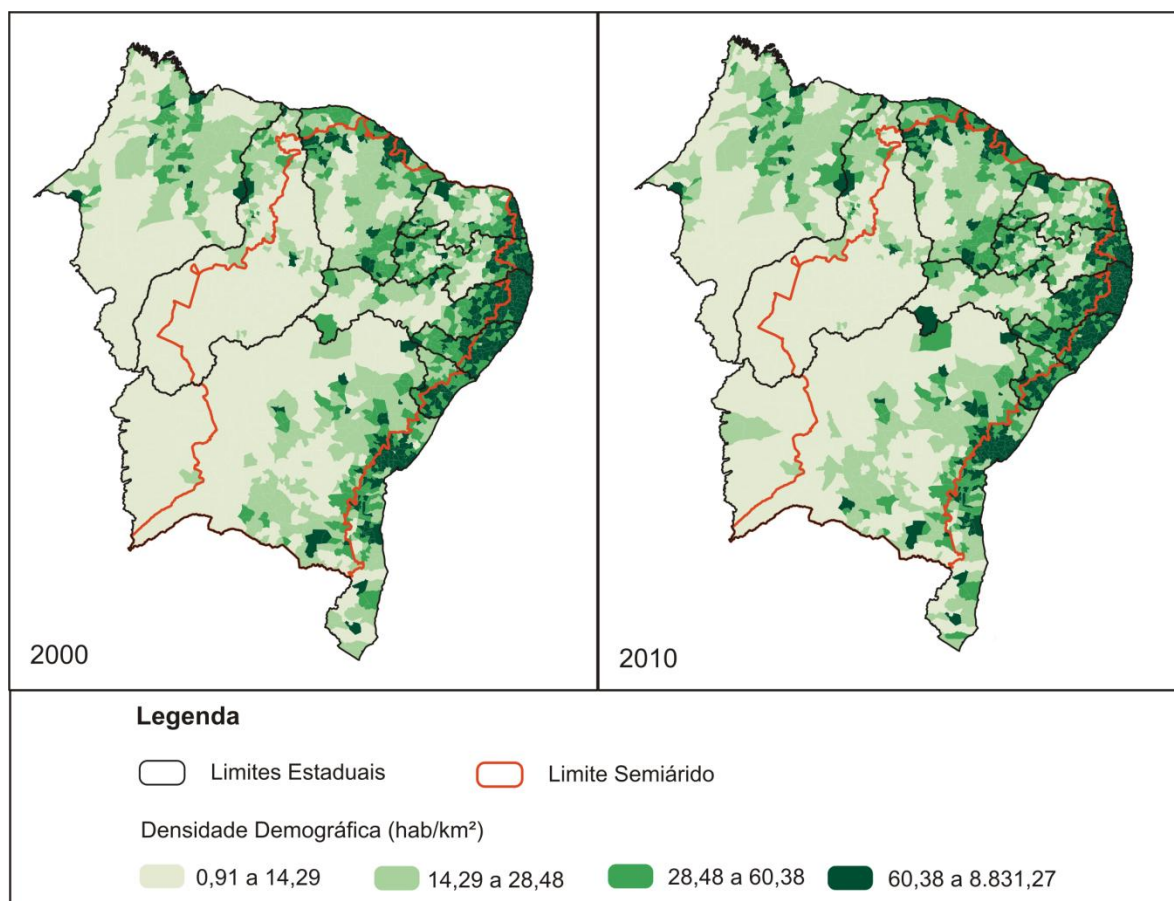 2000
2010
Legenda
Limites Estaduais
Limite Semiárido
Densidade Demográfica (hab/km²)
0,91 a 14,29
14,29 a 28,48
28,48 a 60,38
60,38 a 8.831,27